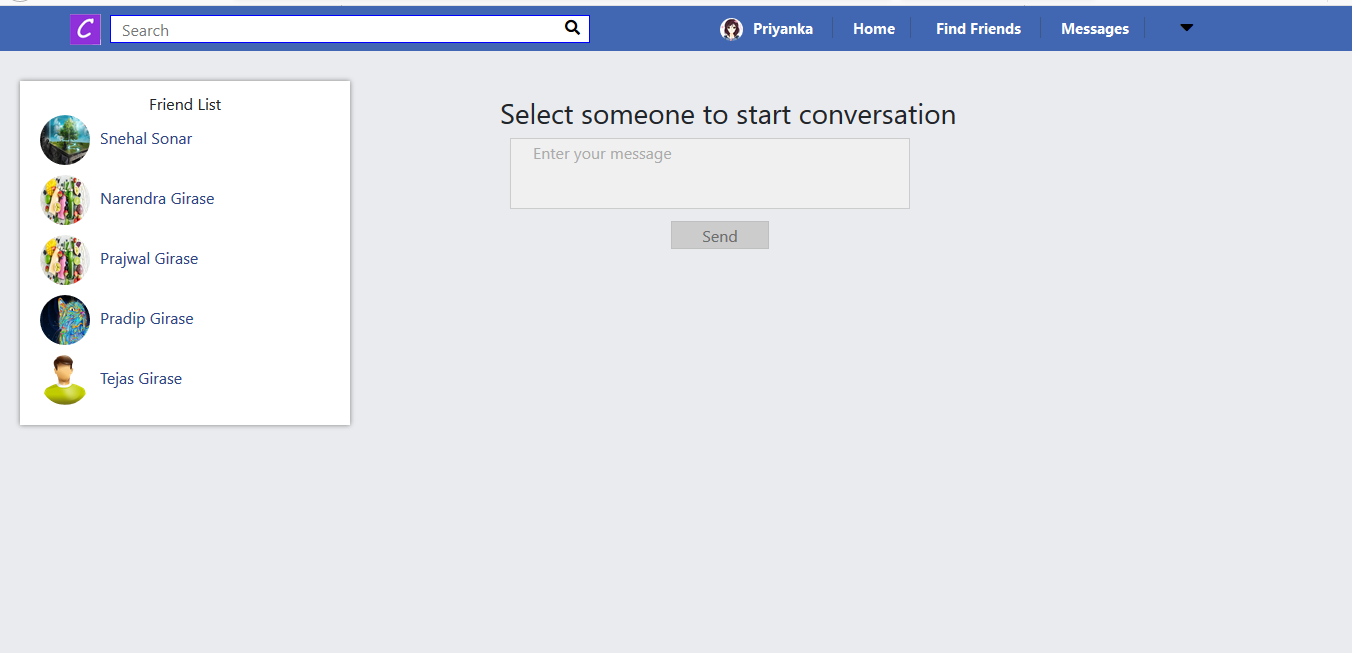 C
Search
Priyanka
Home
Find Friends
Messages
Friend List
Snehal Sonar
Narendra Girase
Prajwal Girase
Pradip Girase
Tejas Girase
Select someone to start conversation
Enter your message
Send